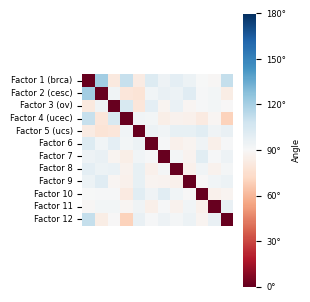 180°
150°
120°
90°
60°
30°
0°
Angle
Factor 1 (brca)
Factor 2 (cesc)
Factor 3 (ov)
Factor 4 (ucec)
Factor 5 (ucs)
Factor 6
Factor 7
Factor 8
Factor 9
Factor 10
Factor 11
Factor 12